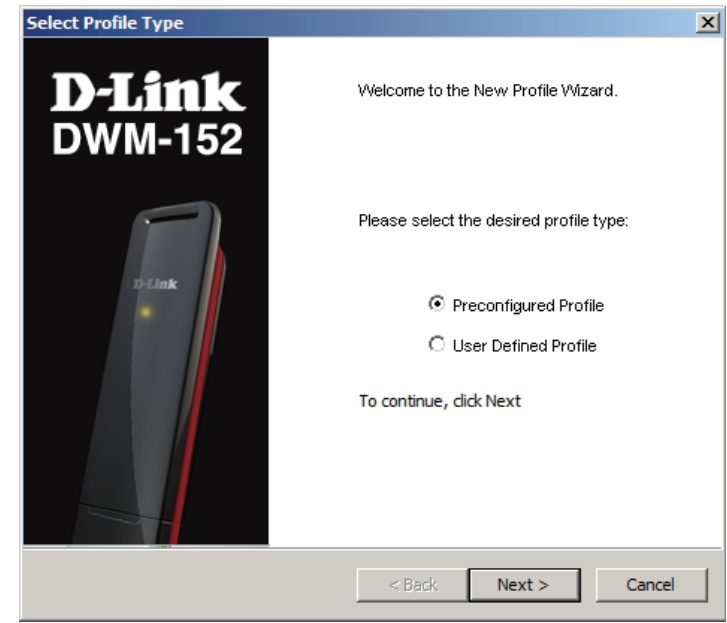 Select Profile Type
D-Link
DWM-152
D-Link
Welcome to the New Profile Wizard.
Please select the desired profile type:
Preconfigured Profile
User Defined Profile
To continue, click Next
< Back
Next >
Cancel